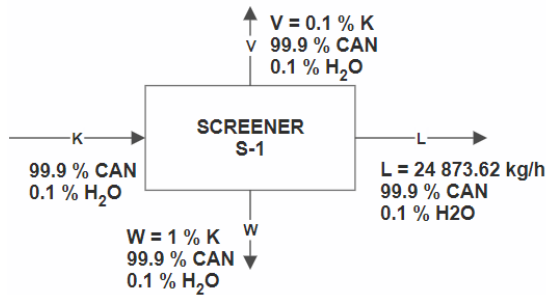 V = 0.1 % K
99.9 % CAN
0.1 % H₂O
V
SCREENER
S-1
K
99.9 % CAN
0.1 % H₂O
L
L = 24 873.62 kg/h
99.9 % CAN
0.1 % H2O
W
W = 1 % K
99.9 % CAN
0.1 % H₂O